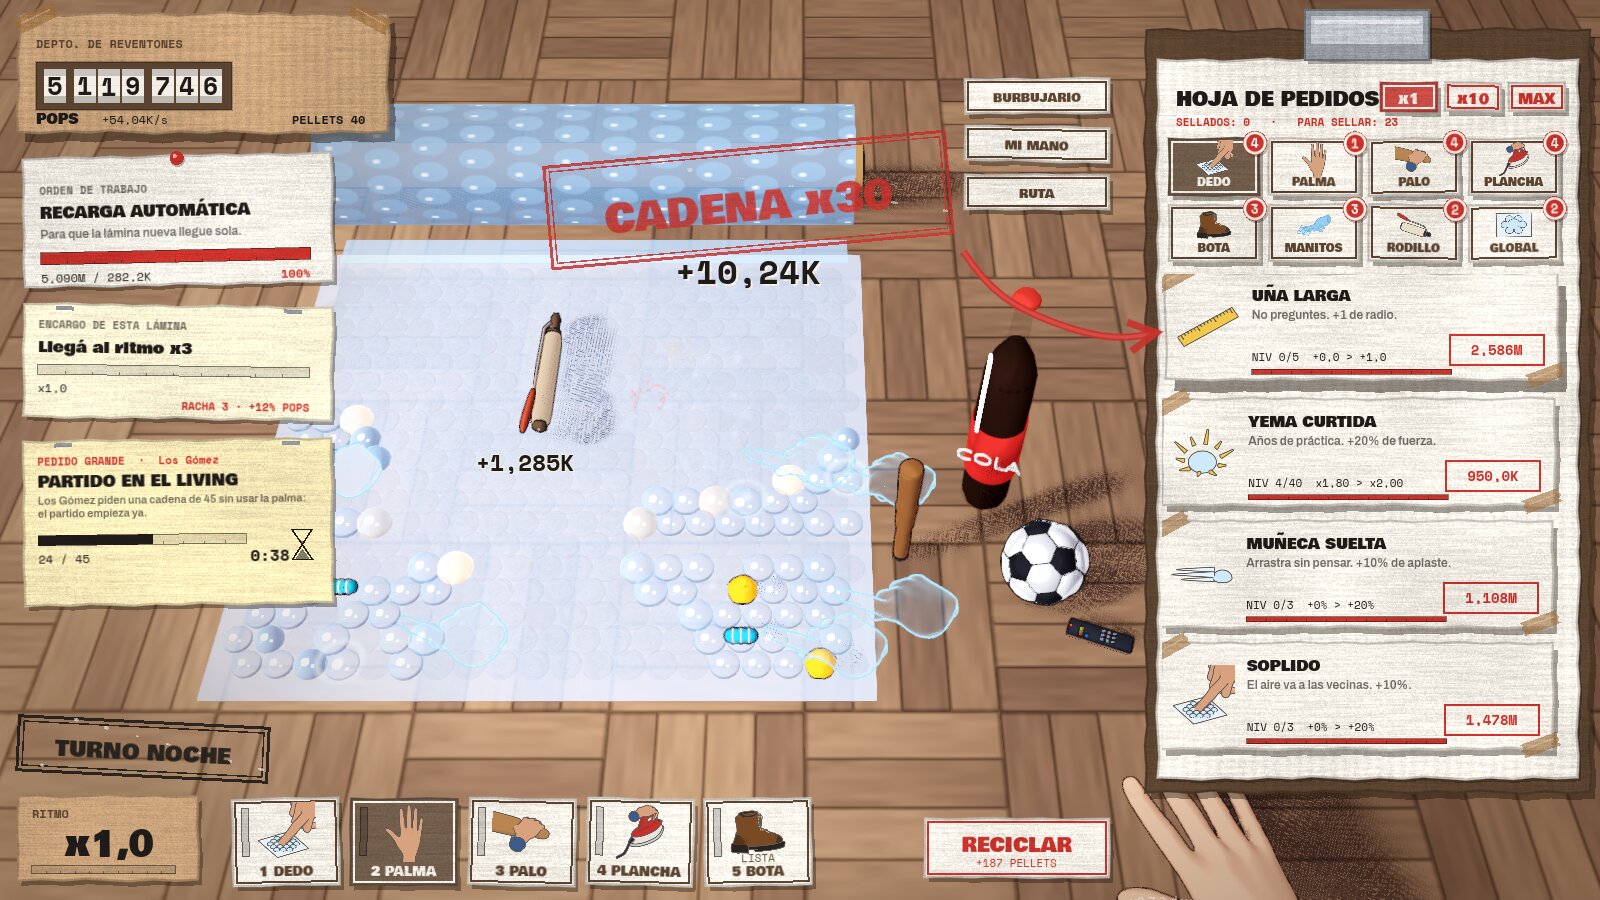 DEPTO. DE REVENTONES
5 119 746
POPS +54,04K/s PELLETS 40
ORDEN DE TRABAJO
RECARGA AUTOMÁTICA
Para que la lámina nueva llegue sola.
5.090M / 282.2K 100%
ENCARGO DE ESTA LÁMINA
Llegá al ritmo x3
x1,0
RACHA 3 · +12% POPS
PEDIDO GRANDE · Los Gómez
PARTIDO EN EL LIVING
Los Gómez piden una cadena de 45 sin usar la palma:
el partido empieza ya.
24 / 45 0:38
TURNO NOCHE
RITMO
x1,0
1 DEDO
2 PALMA
3 PALO
4 PLANCHA
LISTA
5 BOTA
CADENA x30
+10,24K
+1,285K
COLA
BURBUJARIO
MI MANO
RUTA
RECICLAR
+187 PELLETS
HOJA DE PEDIDOS x1 x10 MAX
SELLADOS: 0 · PARA SELLAR: 23
4 1 4 4
DEDO PALMA PALO PLANCHA
3 3 2 2
BOTA MANITOS RODILLO GLOBAL
UÑA LARGA
No preguntes. +1 de radio.
NIV 0/5 +0,0 > +1,0 2,586M
YEMA CURTIDA
Años de práctica. +20% de fuerza.
NIV 4/40 x1,80 > x2,00 950,0K
MUÑECA SUELTA
Arrastra sin pensar. +10% de aplaste.
NIV 0/3 +0% > +20% 1,108M
SOPLIDO
El aire va a las vecinas. +10%.
NIV 0/3 +0% > +20% 1,478M